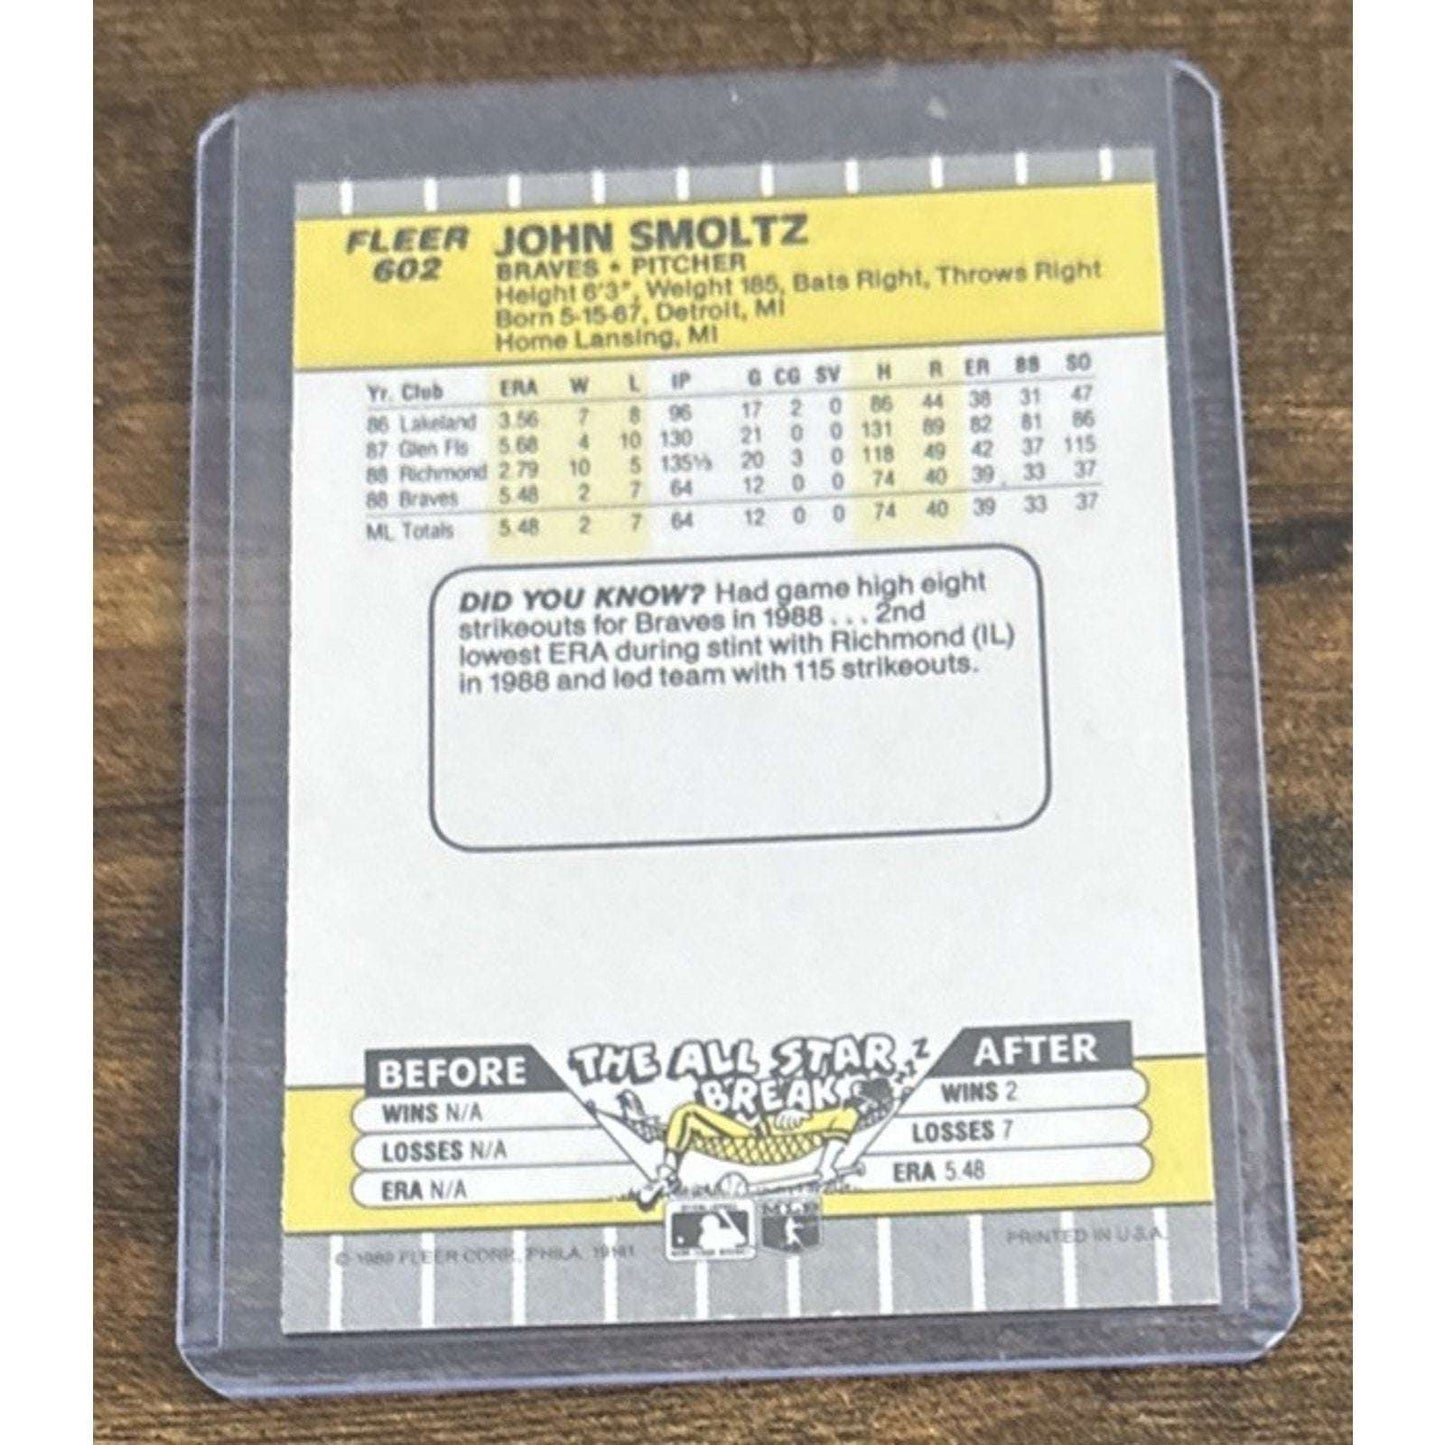 FLEER
602
JOHN SMOLTZ
BRAVES • PITCHER
Height 6'3", Weight 185, Bats Right, Throws Right
Born 5-15-67, Detroit, MI
Home Lansing, MI
Yr. Club ERA W L IP G CG SV H R ER BB SO
86 Lakeland 3.56 7 8 96 17 2 0 86 44 38 31 47
87 Glen Fls 5.68 4 10 130 21 0 0 131 89 82 81 86
88 Richmond 2.79 10 5 135⅓ 20 3 0 118 49 42 37 115
88 Braves 5.48 2 7 64 12 0 0 74 40 39 33 37
ML Totals 5.48 2 7 64 12 0 0 74 40 39 33 37
DID YOU KNOW? Had game high eight
strikeouts for Braves in 1988 . . . 2nd
lowest ERA during stint with Richmond (IL)
in 1988 and led team with 115 strikeouts.
BEFORE
WINS N/A
LOSSES N/A
ERA N/A
THE ALL STAR
BREAK
Z Z Z
AFTER
WINS 2
LOSSES 7
ERA 5.48
© 1989 FLEER CORP., PHILA. 19141
PRINTED IN U.S.A.